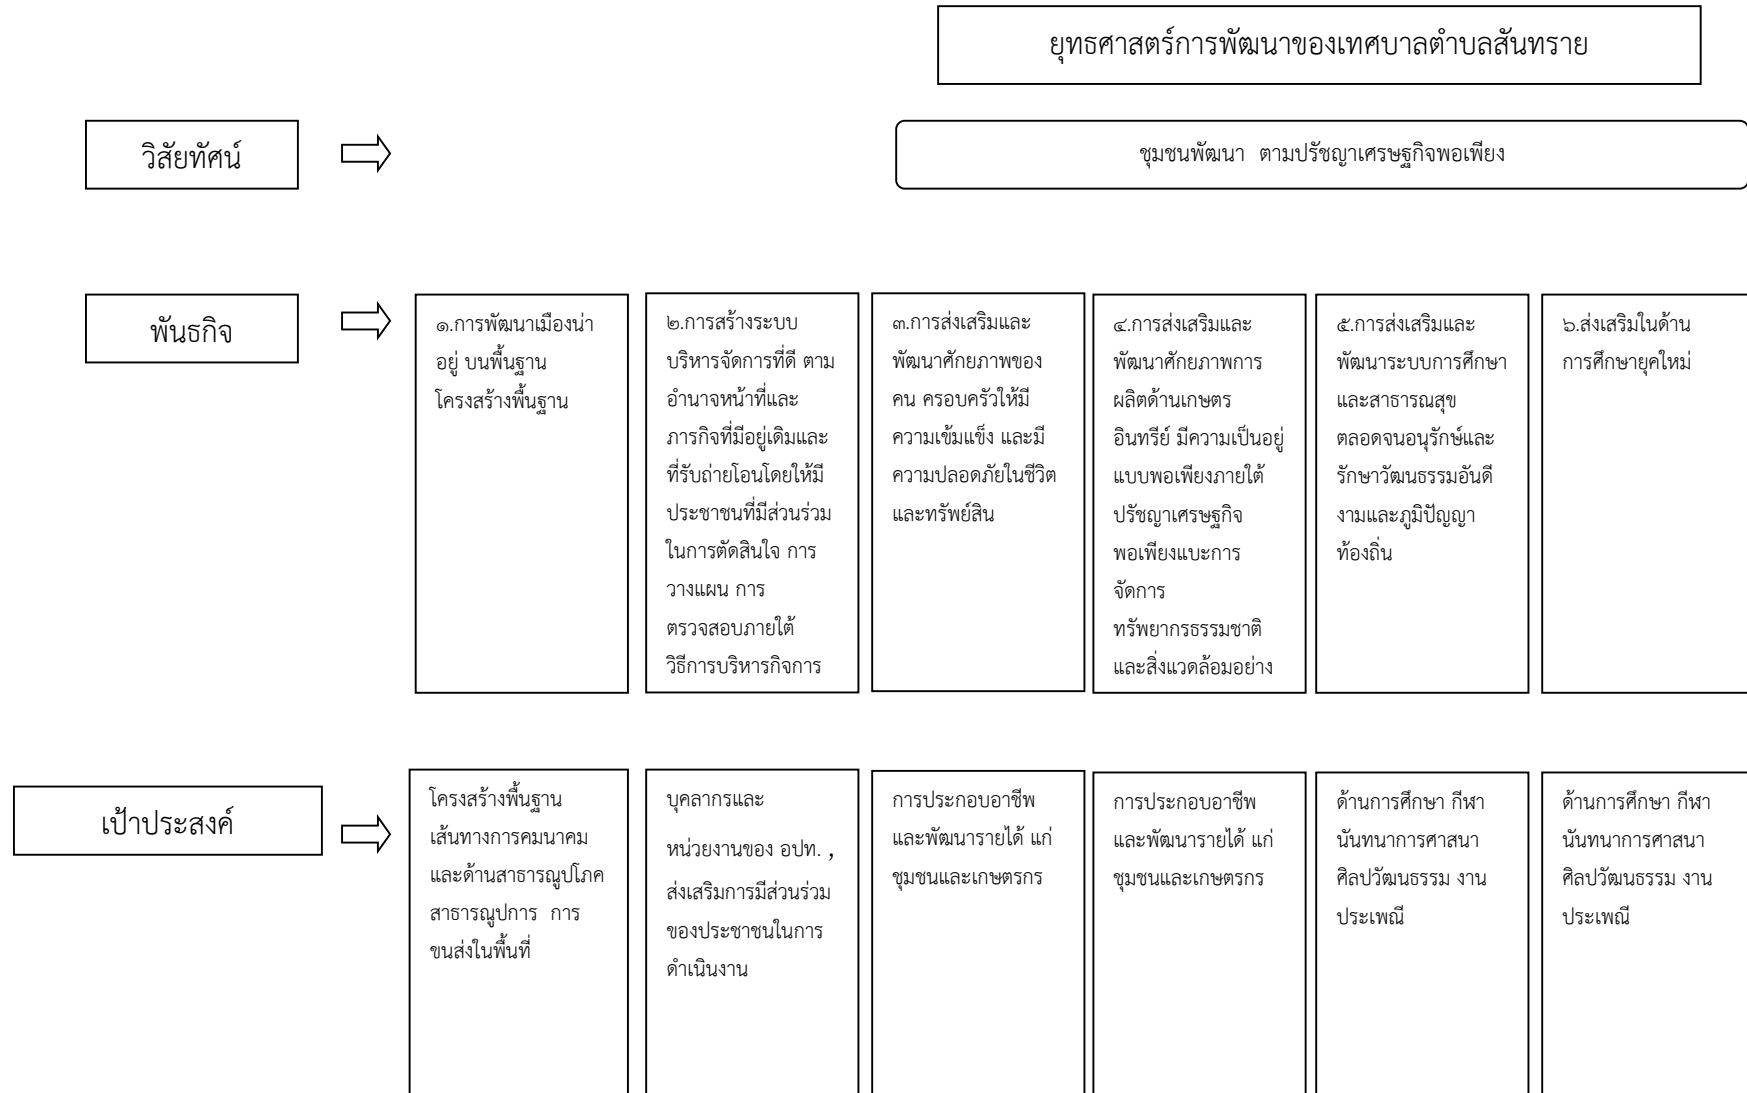 ยุทธศาสตร์การพัฒนาของเทศบาลตำบลสันทราย
วิสัยทัศน์
ชุมชนพัฒนา ตามปรัชญาเศรษฐกิจพอเพียง
พันธกิจ
๑.การพัฒนาเมืองน่า
อยู่ บนพื้นฐาน
โครงสร้างพื้นฐาน
๒.การสร้างระบบ
บริหารจัดการที่ดี ตาม
อำนาจหน้าที่และ
ภารกิจที่มีอยู่เดิมและ
ที่รับถ่ายโอนโดยให้มี
ประชาชนที่มีส่วนร่วม
ในการตัดสินใจ การ
วางแผน การ
ตรวจสอบภายใต้
วิธีการบริหารกิจการ
๓.การส่งเสริมและ
พัฒนาศักยภาพของ
คน ครอบครัวให้มี
ความเข้มแข็ง และมี
ความปลอดภัยในชีวิต
และทรัพย์สิน
๔.การส่งเสริมและ
พัฒนาศักยภาพการ
ผลิตด้านเกษตร
อินทรีย์ มีความเป็นอยู่
แบบพอเพียงภายใต้
ปรัชญาเศรษฐกิจ
พอเพียงแบะการ
จัดการ
ทรัพยากรธรรมชาติ
และสิ่งแวดล้อมอย่าง
๕.การส่งเสริมและ
พัฒนาระบบการศึกษา
และสาธารณสุข
ตลอดจนอนุรักษ์และ
รักษาวัฒนธรรมอันดี
งามและภูมิปัญญา
ท้องถิ่น
๖.ส่งเสริมในด้าน
การศึกษายุคใหม่
เป้าประสงค์
โครงสร้างพื้นฐาน
เส้นทางการคมนาคม
และด้านสาธารณูปโภค
สาธารณูปการ การ
ขนส่งในพื้นที่
บุคลากรและ
หน่วยงานของ อปท. ,
ส่งเสริมการมีส่วนร่วม
ของประชาชนในการ
ดำเนินงาน
การประกอบอาชีพ
และพัฒนารายได้ แก่
ชุมชนและเกษตรกร
การประกอบอาชีพ
และพัฒนารายได้ แก่
ชุมชนและเกษตรกร
ด้านการศึกษา กีฬา
นันทนาการศาสนา
ศิลปวัฒนธรรม งาน
ประเพณี
ด้านการศึกษา กีฬา
นันทนาการศาสนา
ศิลปวัฒนธรรม งาน
ประเพณี